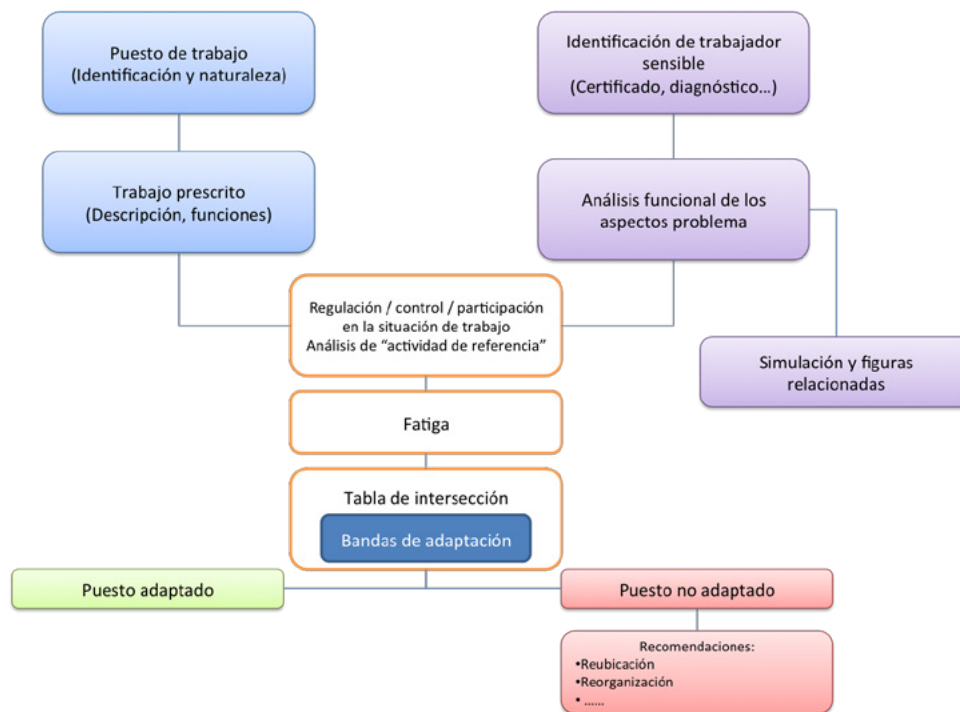 Puesto de trabajo
(Identificación y naturaleza)
Identificación de trabajador
sensible
(Certificado, diagnóstico...)
Trabajo prescrito
(Descripción, funciones)
Análisis funcional de los
aspectos problema
Regulación / control / participación
en la situación de trabajo
Análisis de “actividad de referencia”
Simulación y figuras
relacionadas
Fatiga
Tabla de intersección
Bandas de adaptación
Puesto adaptado
Puesto no adaptado
Recomendaciones:
•Reubicación
•Reorganización
• ......